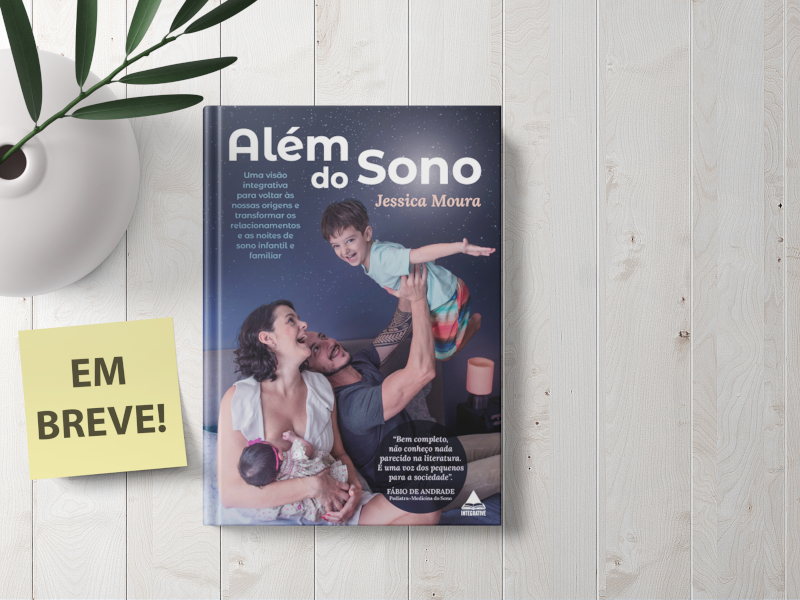 Além
do Sono
Uma visão
integrativa
para voltar às
nossas origens e
transformar os
relacionamentos
e as noites de
sono infantil e
familiar
Jessica Moura
EM
BREVE!
“Bem completo,
não conheço nada
parecido na literatura.
É uma voz dos pequenos
para a sociedade”.
FÁBIO DE ANDRADE
Pediatra-Medicina do Sono
INTEGRATIVE